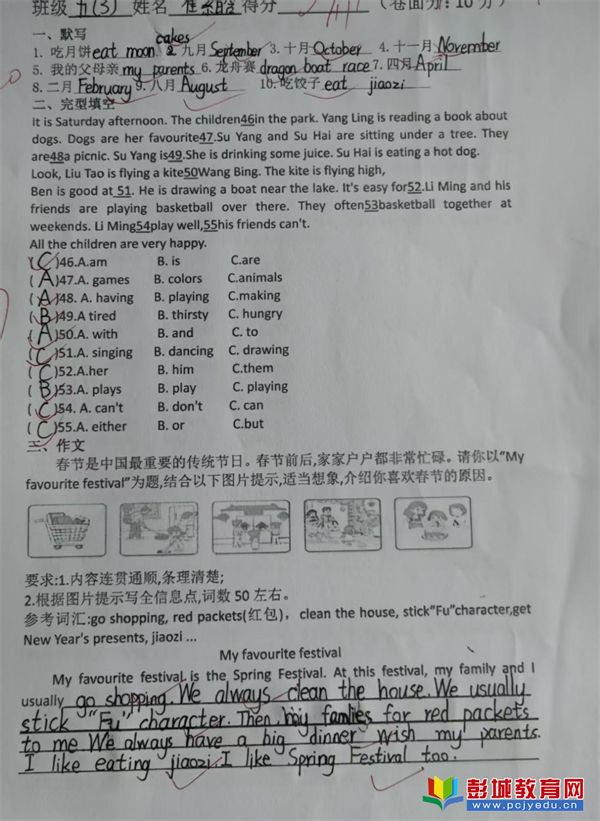 班级 九(3) 姓名 得分 (卷面分: 10分)
一、默写
1. 吃月饼 eat moon cakes 2. 九月 September 3. 十月 October 4. 十一月 November
5. 我的父母亲 my parents 6. 龙舟赛 dragon boat race 7. 四月 April
8. 二月 February 9. 八月 August 10. 吃饺子 eat jiaozi
二、完型填空
It is Saturday afternoon. The children46in the park. Yang Ling is reading a book about
dogs. Dogs are her favourite47.Su Yang and Su Hai are sitting under a tree. They
are48a picnic. Su Yang is49.She is drinking some juice. Su Hai is eating a hot dog.
Look, Liu Tao is flying a kite50Wang Bing. The kite is flying high,
Ben is good at 51. He is drawing a boat near the lake. It's easy for52.Li Ming and his
friends are playing basketball over there. They often53basketball together at
weekends. Li Ming54play well,55his friends can't.
All the children are very happy.
(C)46.A.am B. is C.are
(A)47.A. games B. colors C.animals
(A)48. A. having B. playing C.making
(B)49.A tired B. thirsty C. hungry
(A)50.A. with B. and C. to
(C)51.A. singing B. dancing C. drawing
(C)52.A.her B. him C.them
(B)53.A. plays B. play C. playing
(C)54. A. can't B. don't C. can
(C)55.A. either B. or C.but
三、作文
春节是中国最重要的传统节日。春节前后,家家户户都非常忙碌。请你以"My
favourite festival"为题,结合以下图片提示,适当想象,介绍你喜欢春节的原因。
要求:1.内容连贯通顺,条理清楚;
2.根据图片提示写全信息点,词数 50 左右。
参考词汇:go shopping, red packets(红包), clean the house, stick"Fu"character,get
New Year's presents, jiaozi ...
My favourite festival
My favourite festival is the Spring Festival. At this festival, my family and I
usually go shopping. We always clean the house. We usually
stick "Fu" character. Then, families for red packets
to me. We always have a big dinner wish my parents.
I like eating jiaozi. I like Spring Festival too.
彭城教育网
www.pcjyedu.cn